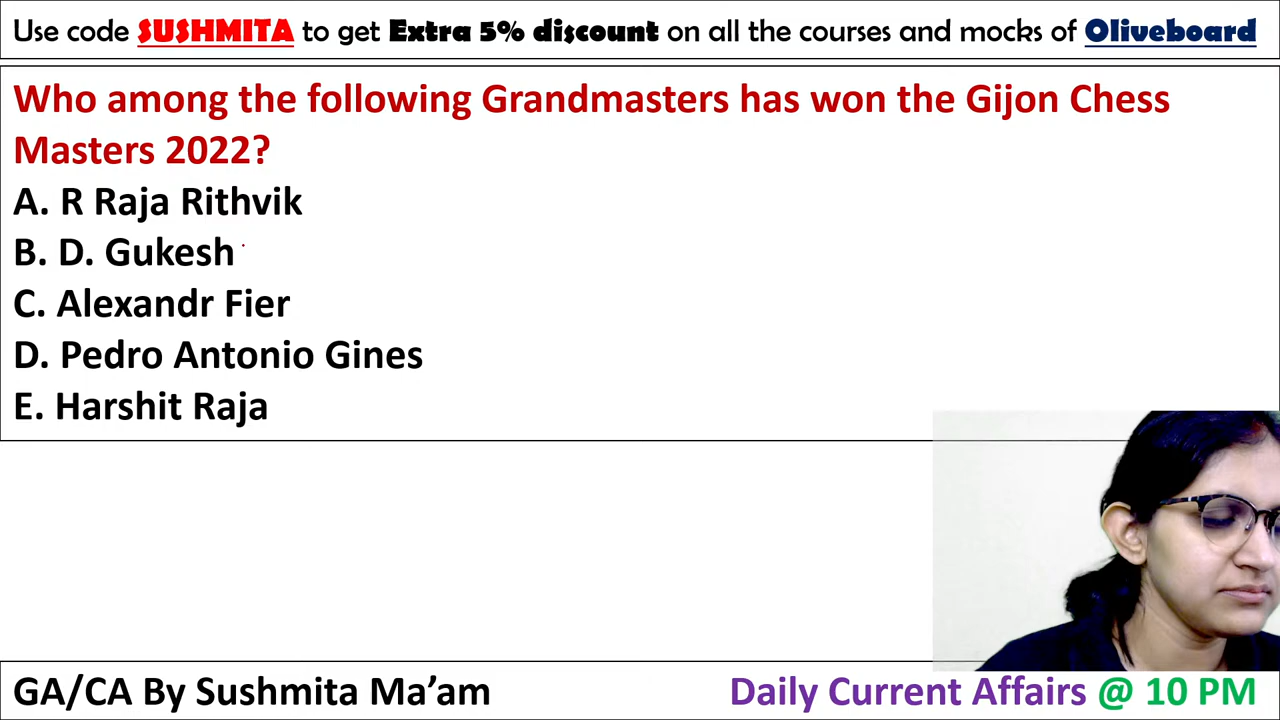 Use code SUSHMITA to get Extra 5% discount on all the courses and mocks of Oliveboard
Who among the following Grandmasters has won the Gijon Chess
Masters 2022?
A. R Raja Rithvik
B. D. Gukesh
C. Alexandr Fier
D. Pedro Antonio Gines
E. Harshit Raja
GA/CA By Sushmita Ma’am
Daily Current Affairs @ 10 PM